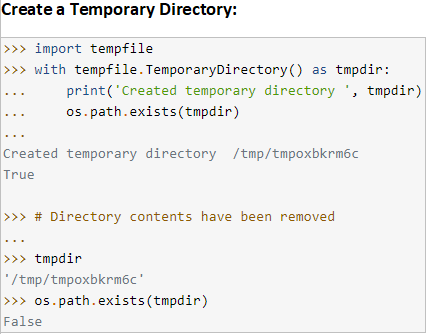 Create a Temporary Directory:
>>> import tempfile
>>> with tempfile.TemporaryDirectory() as tmpdir:
...     print('Created temporary directory ', tmpdir)
...     os.path.exists(tmpdir)
...
Created temporary directory  /tmp/tmpoxbkrm6c
True

>>> # Directory contents have been removed
...
>>> tmpdir
'/tmp/tmpoxbkrm6c'
>>> os.path.exists(tmpdir)
False